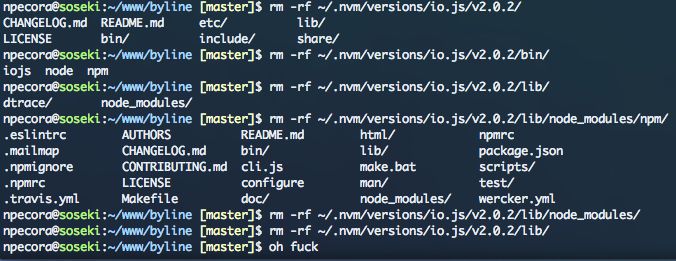 npecora@soseki:~/www/byline [master]$ rm -rf ~/.nvm/versions/io.js/v2.0.2/
CHANGELOG.md README.md etc/ lib/
LICENSE bin/ include/ share/
npecora@soseki:~/www/byline [master]$ rm -rf ~/.nvm/versions/io.js/v2.0.2/bin/
iojs node npm
npecora@soseki:~/www/byline [master]$ rm -rf ~/.nvm/versions/io.js/v2.0.2/lib/
dtrace/ node_modules/
npecora@soseki:~/www/byline [master]$ rm -rf ~/.nvm/versions/io.js/v2.0.2/lib/node_modules/npm/
.eslintrc AUTHORS README.md html/ npmrc
.mailmap CHANGELOG.md bin/ lib/ package.json
.npmignore CONTRIBUTING.md cli.js make.bat scripts/
.npmrc LICENSE configure man/ test/
.travis.yml Makefile doc/ node_modules/ wercker.yml
npecora@soseki:~/www/byline [master]$ rm -rf ~/.nvm/versions/io.js/v2.0.2/lib/node_modules/
npecora@soseki:~/www/byline [master]$ rm -rf ~/.nvm/versions/io.js/v2.0.2/lib/
npecora@soseki:~/www/byline [master]$ oh fuck